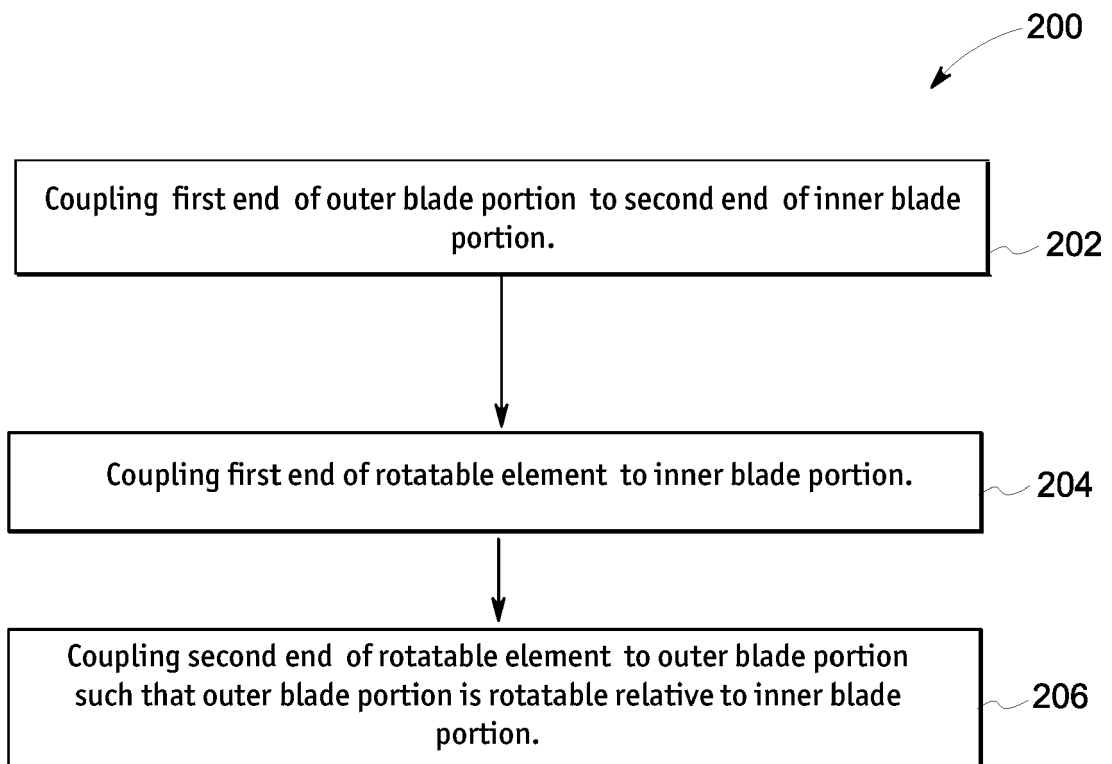 200
Coupling first end of outer blade portion to second end of inner blade
portion.
202
Coupling first end of rotatable element to inner blade portion.
204
Coupling second end of rotatable element to outer blade portion
such that outer blade portion is rotatable relative to inner blade
portion.
206